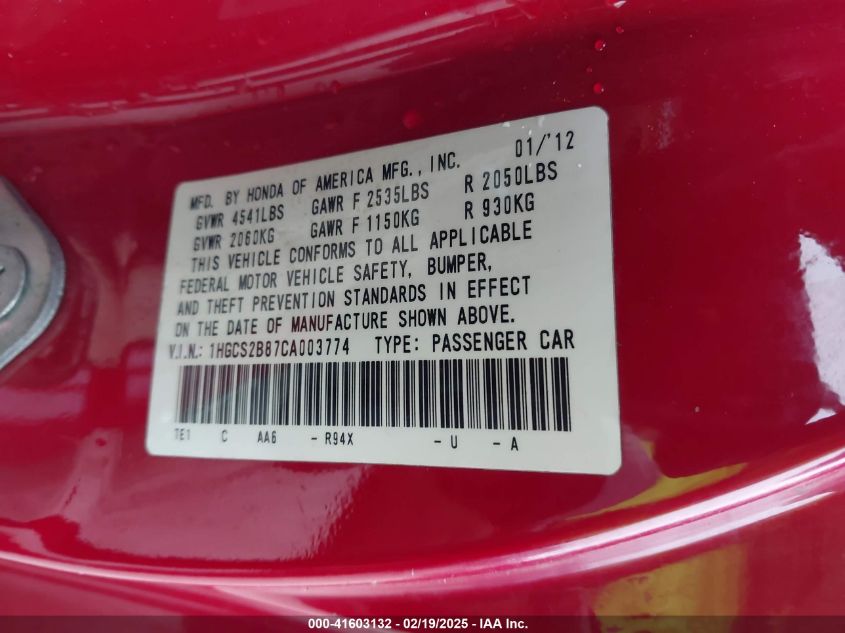 01/'12
MFD. BY HONDA OF AMERICA MFG., INC.
GVWR 4541LBS GAWR F 2535LBS R 2050LBS
GVWR 2060KG GAWR F 1150KG R 930KG
THIS VEHICLE CONFORMS TO ALL APPLICABLE
FEDERAL MOTOR VEHICLE SAFETY, BUMPER,
AND THEFT PREVENTION STANDARDS IN EFFECT
ON THE DATE OF MANUFACTURE SHOWN ABOVE.
V.I.N.: 1HGCS2B87CA003774 TYPE: PASSENGER CAR
TE1 C AA6 - R94X - U - A
000-41603132 - 02/19/2025 - IAA Inc.